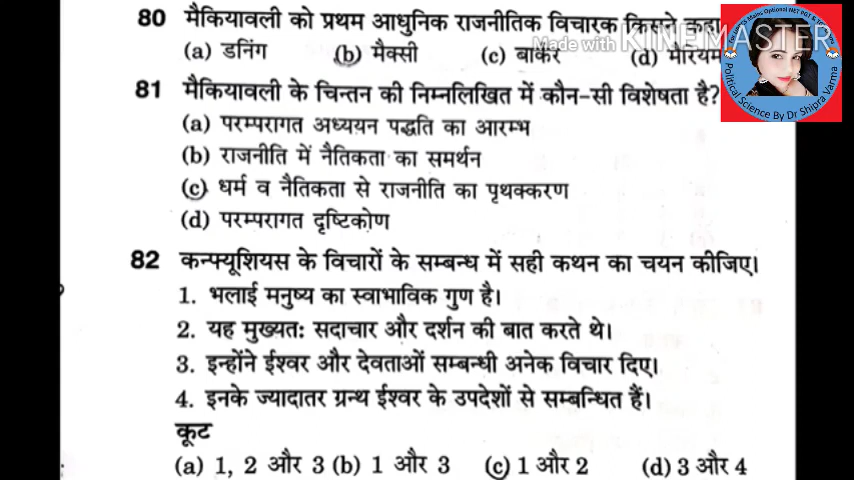 80 मैकियावली को प्रथम आधुनिक राजनीतिक विचारक किसने कहा
Made with KINEMASTER
(a) डनिंग (b) मैक्सी (c) बार्कर (d) मौरियम
81 मैकियावली के चिन्तन की निम्नलिखित में कौन-सी विशेषता है?
(a) परम्परागत अध्ययन पद्धति का आरम्भ
(b) राजनीति में नैतिकता का समर्थन
(c) धर्म व नैतिकता से राजनीति का पृथक्करण
(d) परम्परागत दृष्टिकोण
82 कन्फ्यूशियस के विचारों के सम्बन्ध में सही कथन का चयन कीजिए।
1. भलाई मनुष्य का स्वाभाविक गुण है।
2. यह मुख्यतः सदाचार और दर्शन की बात करते थे।
3. इन्होंने ईश्वर और देवताओं सम्बन्धी अनेक विचार दिए।
4. इनके ज्यादातर ग्रन्थ ईश्वर के उपदेशों से सम्बन्धित हैं।
कूट
(a) 1, 2 और 3 (b) 1 और 3 (c) 1 और 2 (d) 3 और 4
Political Science By Dr Shipra Varma